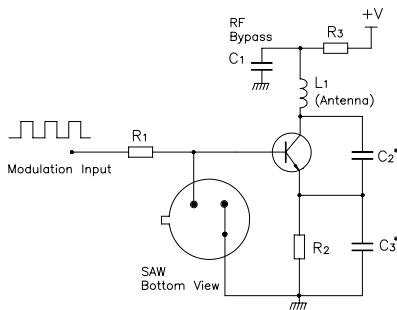 +V
RF
Bypass
R3
C1
L1
(Antenna)
R1
C2*
Modulation Input
R2
C3*
SAW
Bottom View